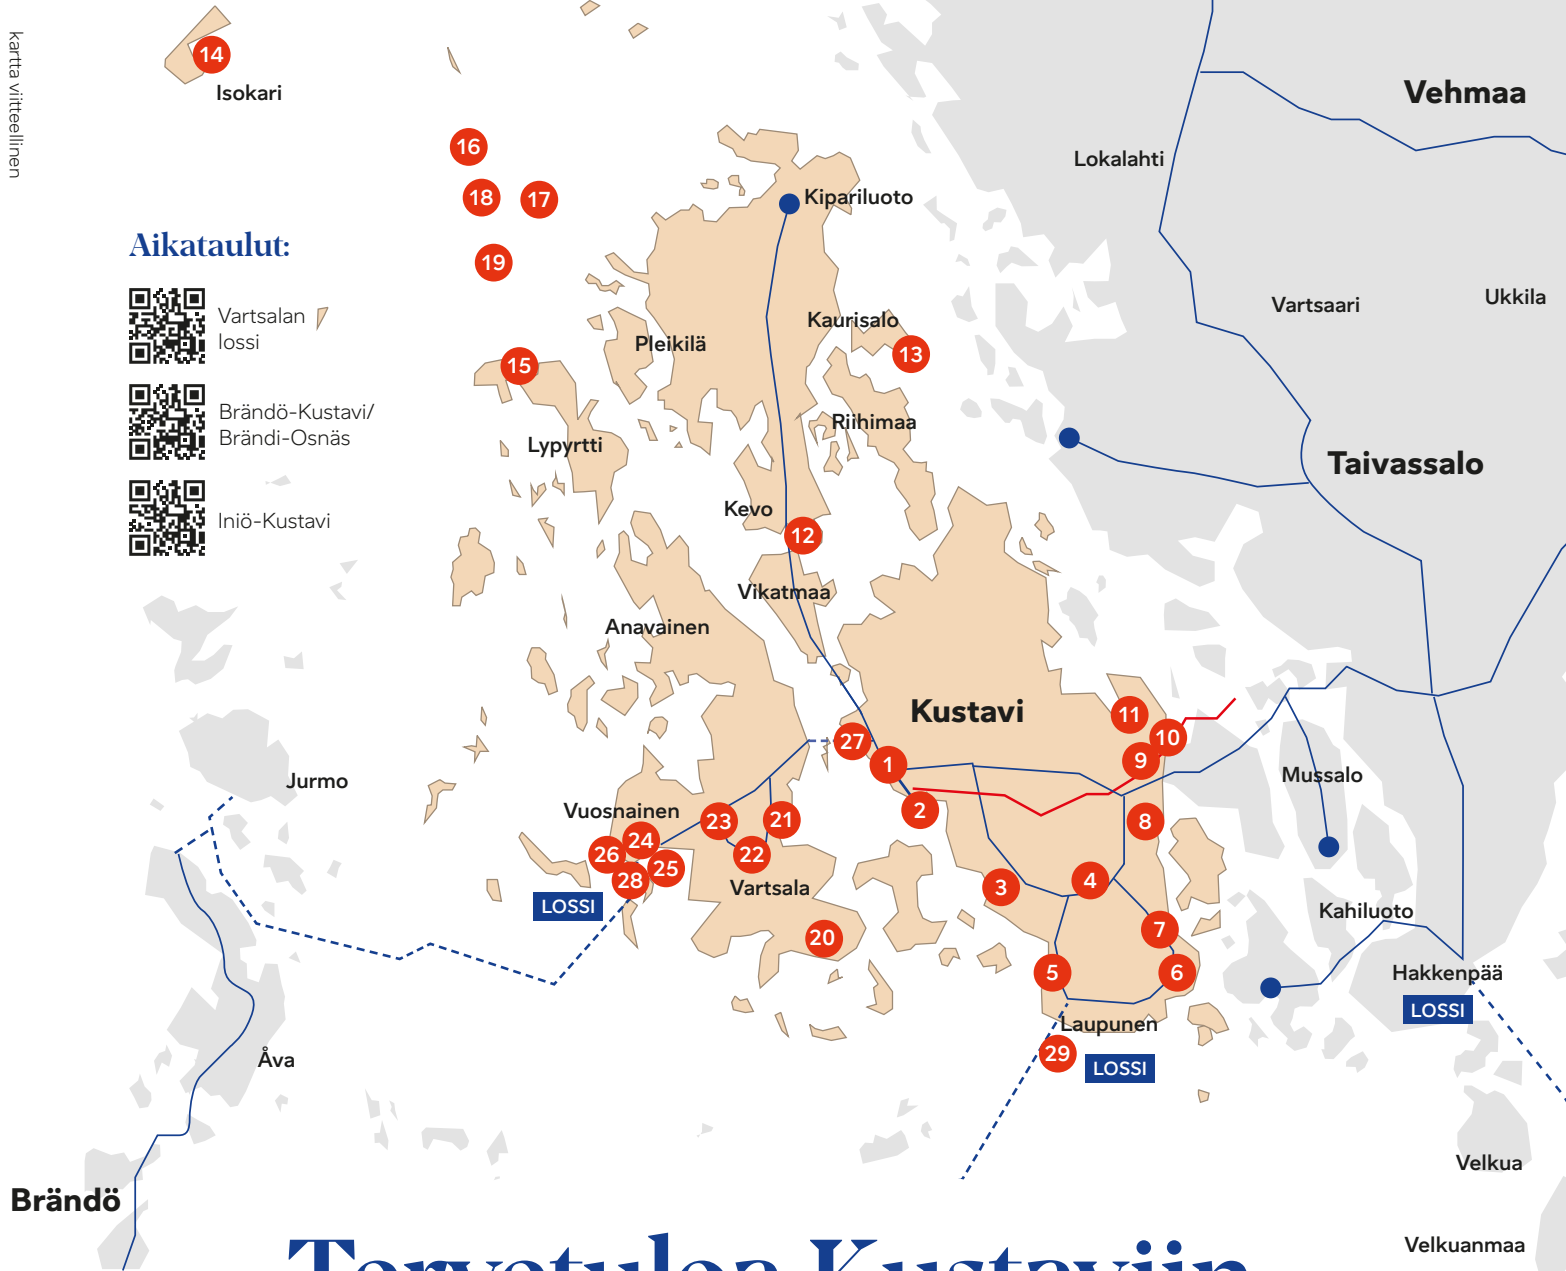 kartta viitteellinen
14
Isokari
Vehmaa
Lokalahti
16
18
17
Kipariluoto
19
Aikataulut:
Vartsalan
lossi
Brändö-Kustavi/
Brändi-Osnäs
Iniö-Kustavi
Vartsaari
Ukkila
Kaurisalo
13
Pleikilä
15
Riihimaa
Lypyrtti
Taivassalo
Kevo
12
Vikatmaa
Anavainen
Kustavi
11
10
9
27
1
2
Mussalo
Jurmo
Vuosnainen
23
21
24
26
22
25
28
8
LOSSI
Vartsala
3
4
20
7
Kahiluoto
5
6
Hakkenpää
LOSSI
Laupunen
29
LOSSI
Åva
Velkua
Brändö
Velkuanmaa
Tervetuloa Kustaviin